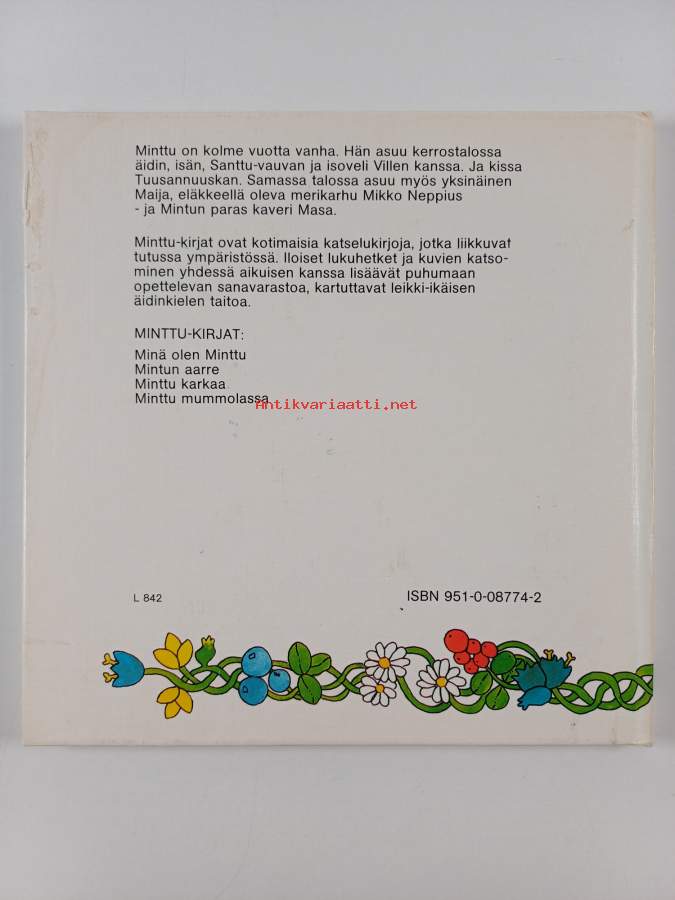 Minttu on kolme vuotta vanha. Hän asuu kerrostalossa
äidin, isän, Santtu-vauvan ja isoveli Villen kanssa. Ja kissa
Tuusannuuskan. Samassa talossa asuu myös yksinäinen
Maija, eläkkeellä oleva merikarhu Mikko Neppius
- ja Mintun paras kaveri Masa.
Minttu-kirjat ovat kotimaisia katselukirjoja, jotka liikkuvat
tutussa ympäristössä. Iloiset lukuhetket ja kuvien katso-
minen yhdessä aikuisen kanssa lisäävät puhumaan
opettelevan sanavarastoa, kartuttavat leikki-ikäisen
äidinkielen taitoa.
MINTTU-KIRJAT:
Minä olen Minttu
Mintun aarre
Minttu karkaa
Minttu mummolassa
Antikvariaatti.net
L 842
ISBN 951-0-08774-2